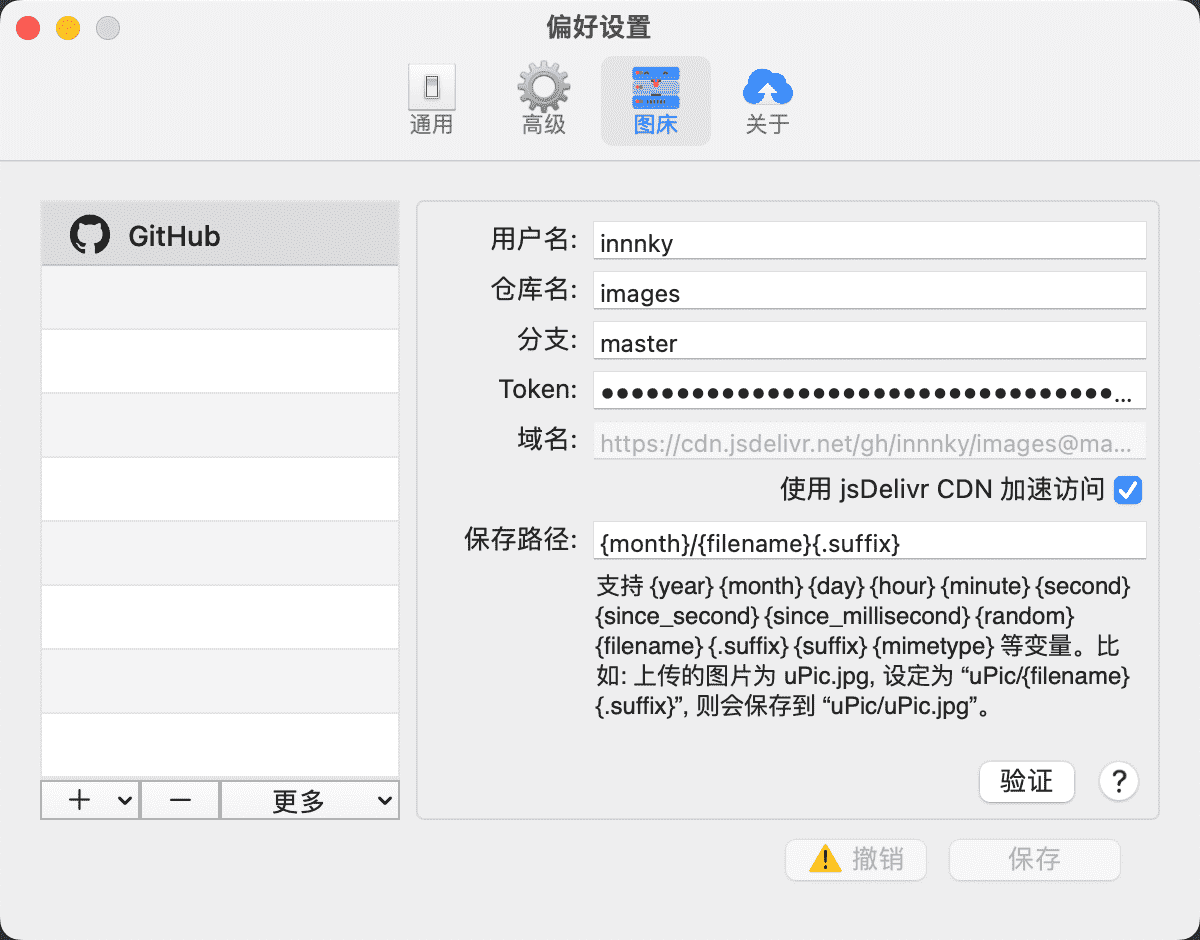 偏好设置
通用
高级
图床
关于
GitHub
用户名: innnky
仓库名: images
分支: master
Token: ●●●●●●●●●●●●●●●●●●●●●●●●●●●●●●●●●●...
域名: https://cdn.jsdelivr.net/gh/innnky/images@ma...
使用 jsDelivr CDN 加速访问
保存路径: {month}/{filename}{.suffix}
支持 {year} {month} {day} {hour} {minute} {second}
{since_second} {since_millisecond} {random}
{filename} {.suffix} {suffix} {mimetype} 等变量。比
如: 上传的图片为 uPic.jpg, 设定为 “uPic/{filename}
{.suffix}”, 则会保存到 “uPic/uPic.jpg”。
验证
?
更多
撤销
保存